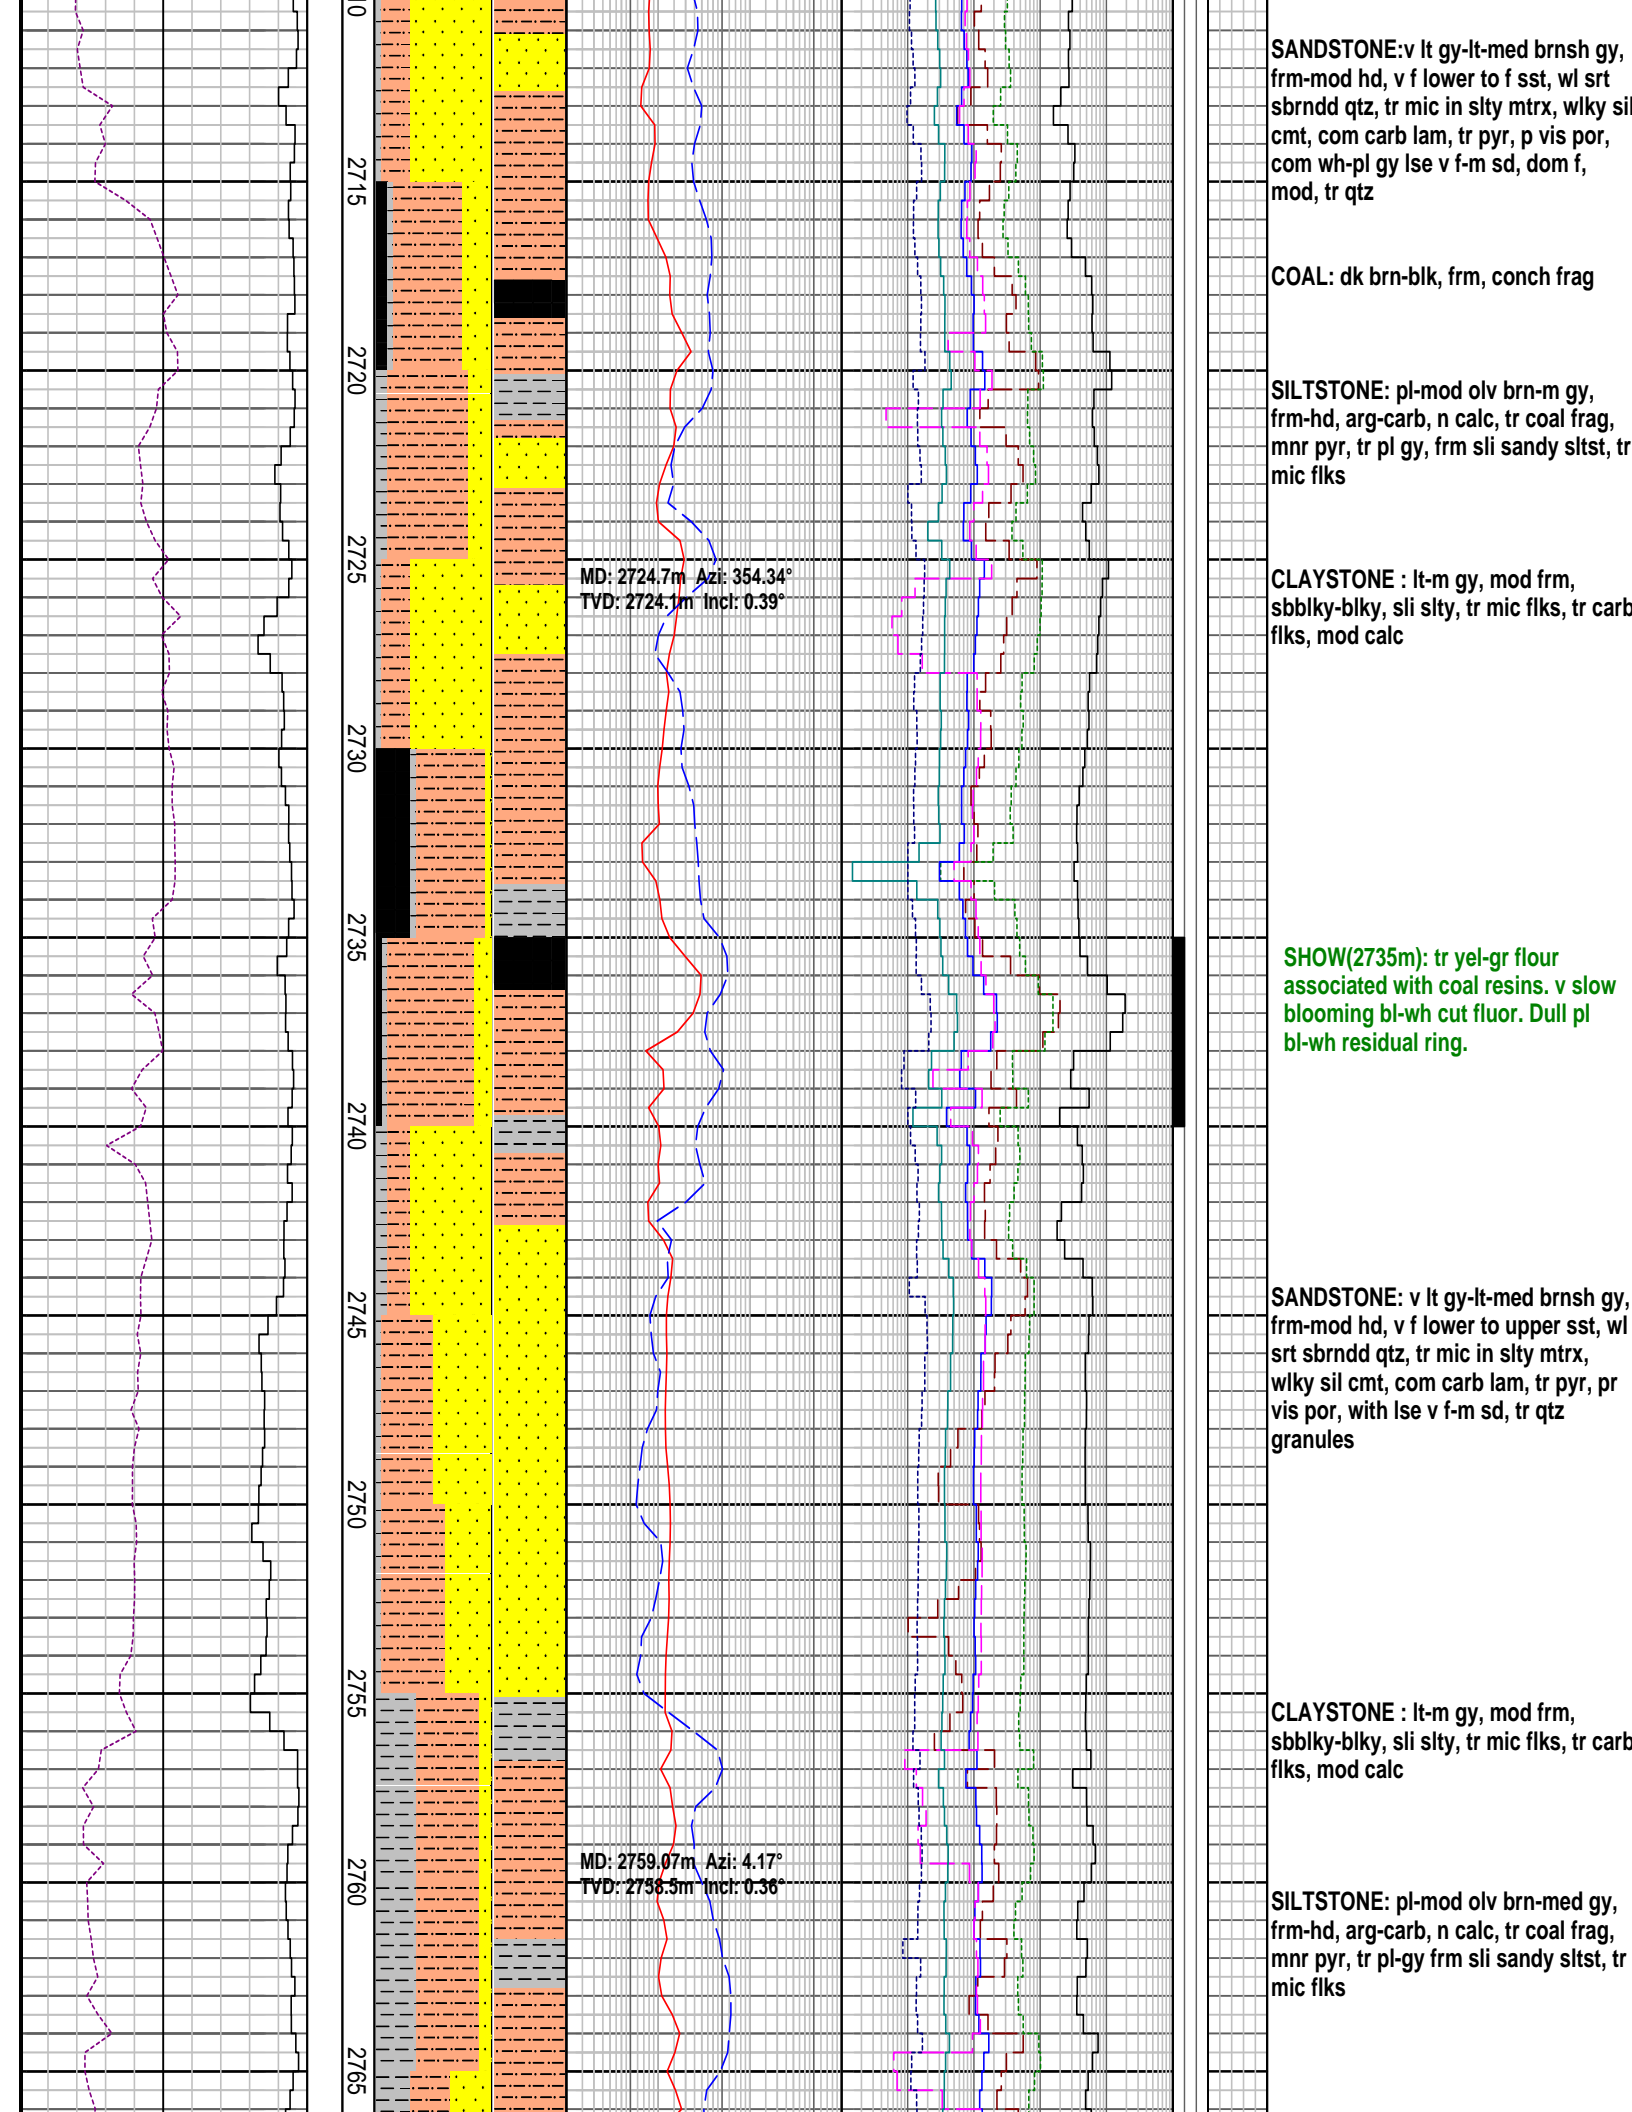 10
SANDSTONE:v lt gy-lt-med brnsh gy,
frm-mod hd, v f lower to f sst, wl srt
sbrndd qtz, tr mic in slty mtrx, wlky sil
cmt, com carb lam, tr pyr, p vis por,
com wh-pl gy lse v f-m sd, dom f,
mod, tr qtz
2715
COAL: dk brn-blk, frm, conch frag
2720
SILTSTONE: pl-mod olv brn-m gy,
frm-hd, arg-carb, n calc, tr coal frag,
mnr pyr, tr pl gy, frm sli sandy sltst, tr
mic flks
2725
MD: 2724.7m Azi: 354.34°
TVD: 2724.1m Incl: 0.39°
CLAYSTONE : lt-m gy, mod frm,
sbblky-blky, sli slty, tr mic flks, tr carb
flks, mod calc
2730
2735
SHOW(2735m): tr yel-gr flour
associated with coal resins. v slow
blooming bl-wh cut fluor. Dull pl
bl-wh residual ring.
2740
SANDSTONE: v lt gy-lt-med brnsh gy,
frm-mod hd, v f lower to upper sst, wl
srt sbrndd qtz, tr mic in slty mtrx,
wlky sil cmt, com carb lam, tr pyr, pr
vis por, with lse v f-m sd, tr qtz
granules
2745
2750
2755
CLAYSTONE : lt-m gy, mod frm,
sbblky-blky, sli slty, tr mic flks, tr carb
flks, mod calc
MD: 2759.07m Azi: 4.17°
TVD: 2758.5m Incl: 0.36°
2760
SILTSTONE: pl-mod olv brn-med gy,
frm-hd, arg-carb, n calc, tr coal frag,
mnr pyr, tr pl-gy frm sli sandy sltst, tr
mic flks
2765